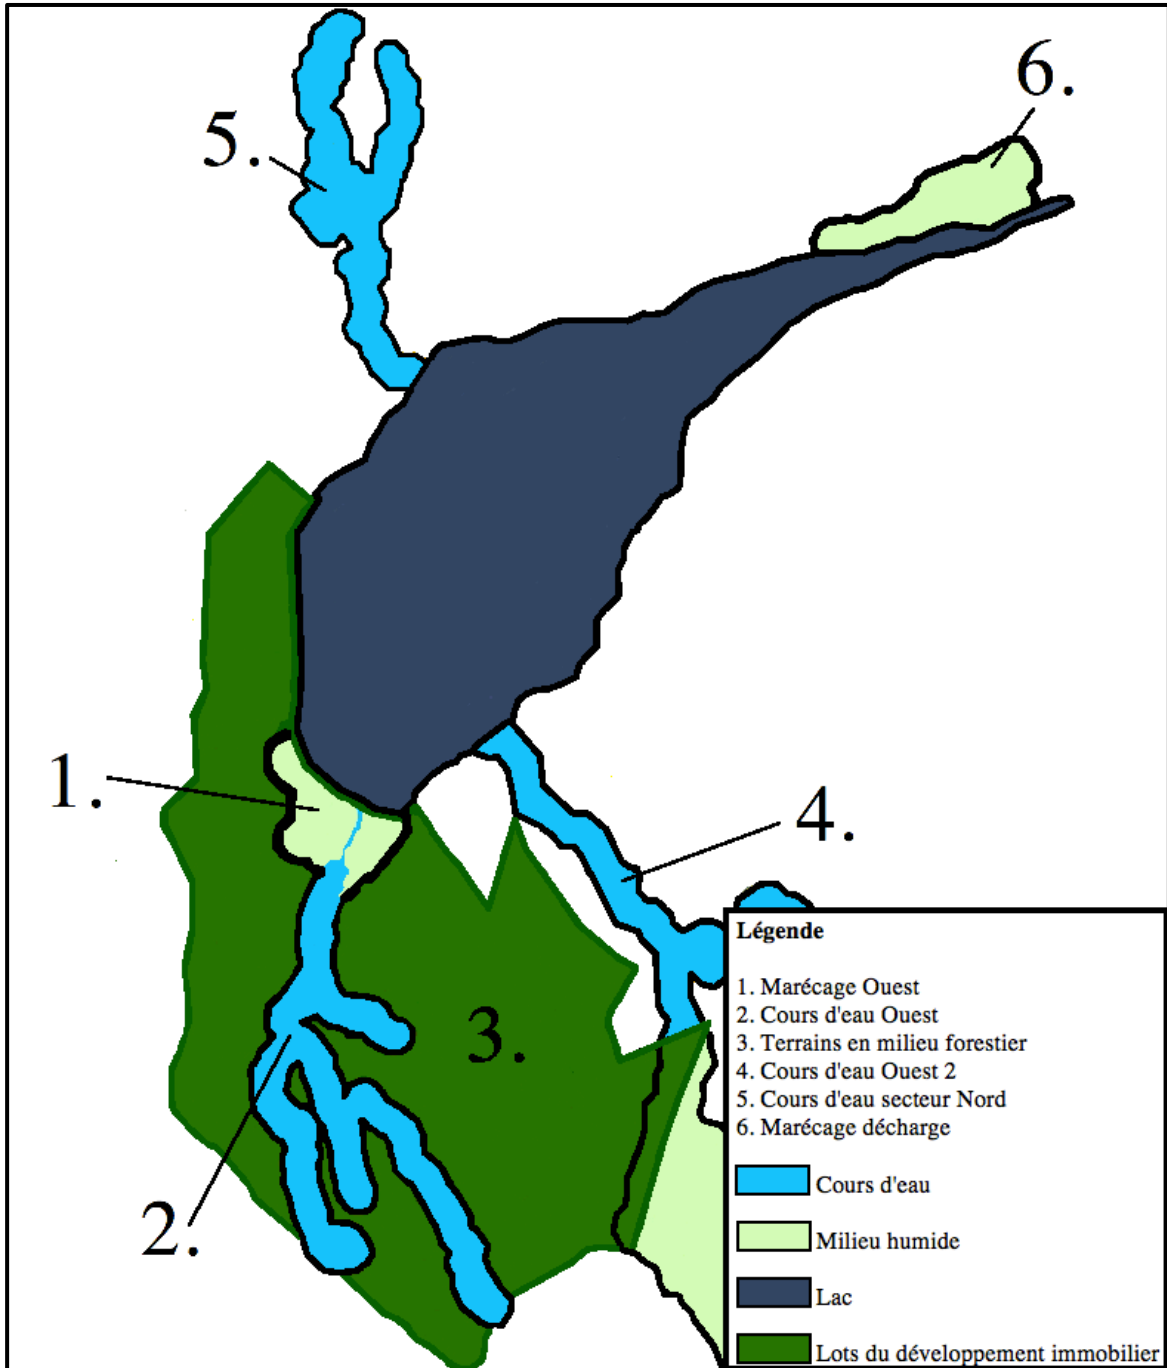 6.
5.
1.
4.
3.
2.
Légende
1. Marécage Ouest
2. Cours d'eau Ouest
3. Terrains en milieu forestier
4. Cours d'eau Ouest 2
5. Cours d'eau secteur Nord
6. Marécage décharge
Cours d'eau
Milieu humide
Lac
Lots du développement immobilier